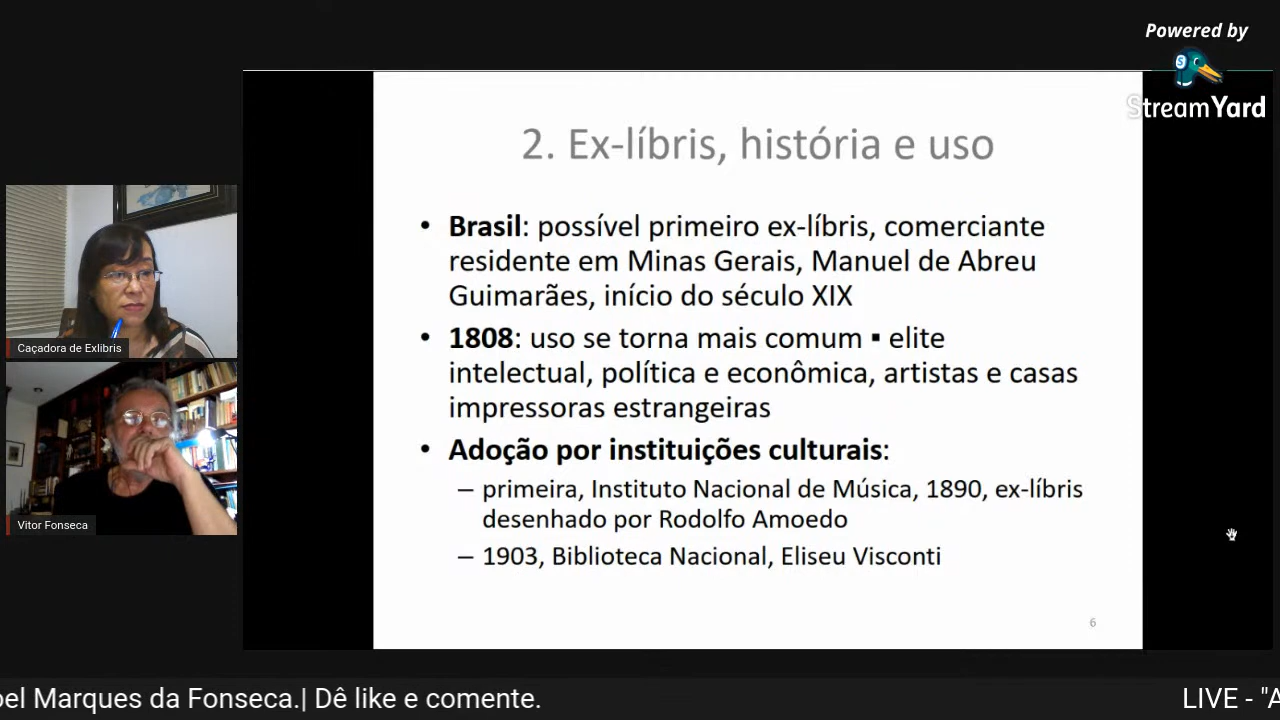 Powered by
StreamYard
2. Ex-líbris, história e uso
• Brasil: possível primeiro ex-líbris, comerciante
residente em Minas Gerais, Manuel de Abreu
Guimarães, início do século XIX
• 1808: uso se torna mais comum ▪ elite
intelectual, política e econômica, artistas e casas
impressoras estrangeiras
• Adoção por instituições culturais:
– primeira, Instituto Nacional de Música, 1890, ex-líbris
desenhado por Rodolfo Amoedo
– 1903, Biblioteca Nacional, Eliseu Visconti
6
Caçadora de Exlibris
Vitor Fonseca
oel Marques da Fonseca.| Dê like e comente.
LIVE - "A